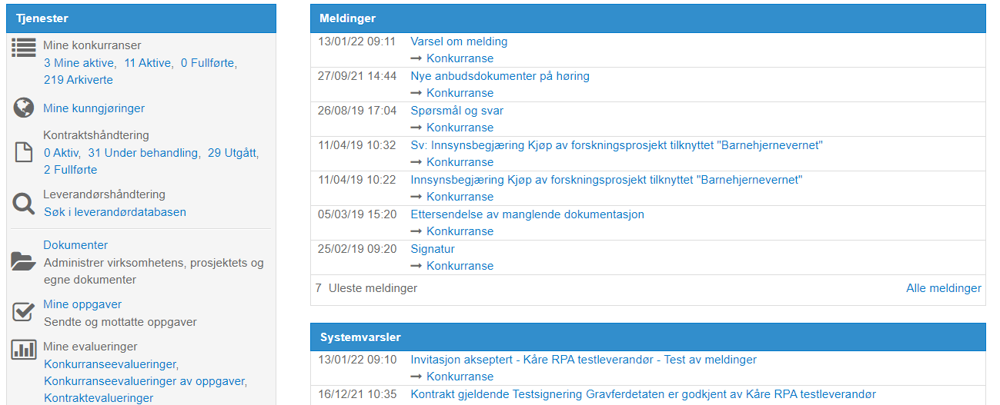 Tjenester
Mine konkurranser
3 Mine aktive, 11 Aktive, 0 Fullførte,
219 Arkiverte
Mine kunngjøringer
Kontraktshåndtering
0 Aktiv, 31 Under behandling, 29 Utgått,
2 Fullførte
Leverandørshåndtering
Søk i leverandørdatabasen
Dokumenter
Administrer virksomhetens, prosjektets og
egne dokumenter
Mine oppgaver
Sendte og mottatte oppgaver
Mine evalueringer
Konkurranseevalueringer,
Konkurranseevalueringer av oppgaver,
Kontraktevalueringer
Meldinger
13/01/22 09:11 Varsel om melding
Konkurranse
27/09/21 14:44 Nye anbudsdokumenter på høring
Konkurranse
26/08/19 17:04 Spørsmål og svar
Konkurranse
11/04/19 10:32 Sv: Innsynsbegjæring Kjøp av forskningsprosjekt tilknyttet "Barnehjernevernet"
Konkurranse
11/04/19 10:22 Innsynsbegjæring Kjøp av forskningsprosjekt tilknyttet "Barnehjernevernet"
Konkurranse
05/03/19 15:20 Ettersendelse av manglende dokumentasjon
Konkurranse
25/02/19 09:20 Signatur
Konkurranse
7 Uleste meldinger Alle meldinger
Systemvarsler
13/01/22 09:10 Invitasjon akseptert - Kåre RPA testleverandør - Test av meldinger
Konkurranse
16/12/21 10:35 Kontrakt gjeldende Testsignering Gravferdetaten er godkjent av Kåre RPA testleverandør